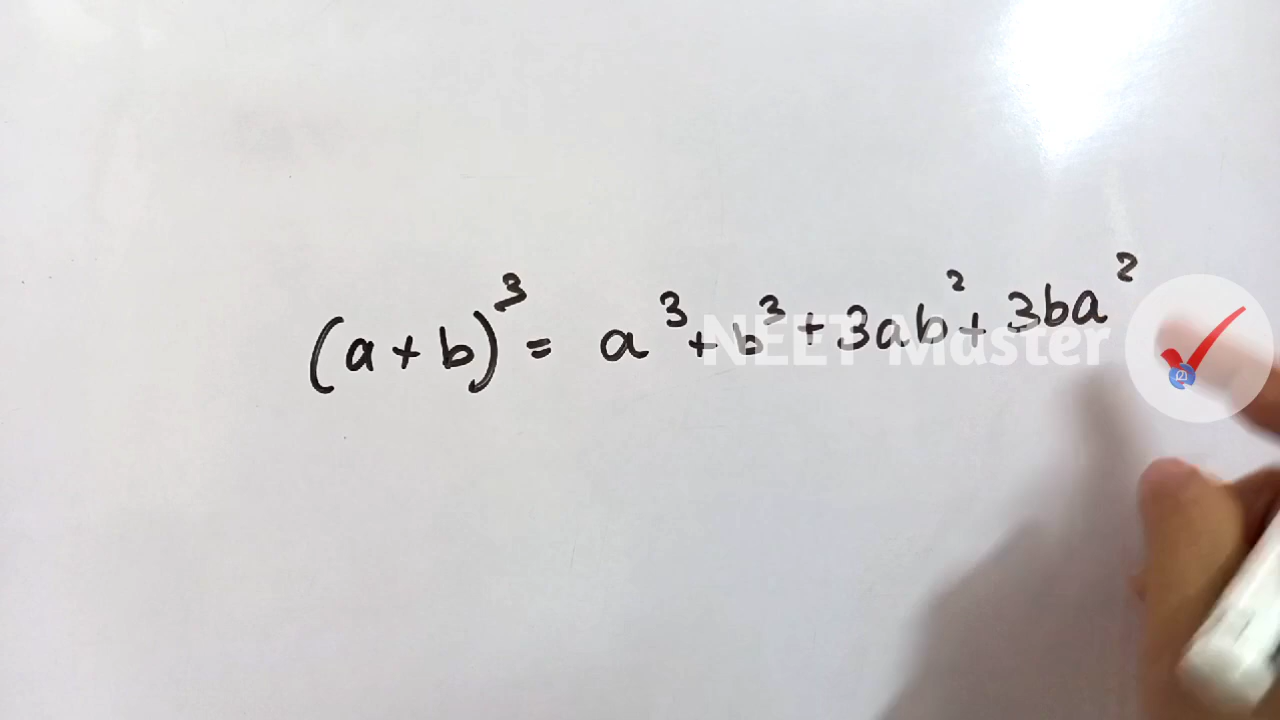 (a+b)³ = a³ + b³ + 3ab² + 3ba²
NEET Master